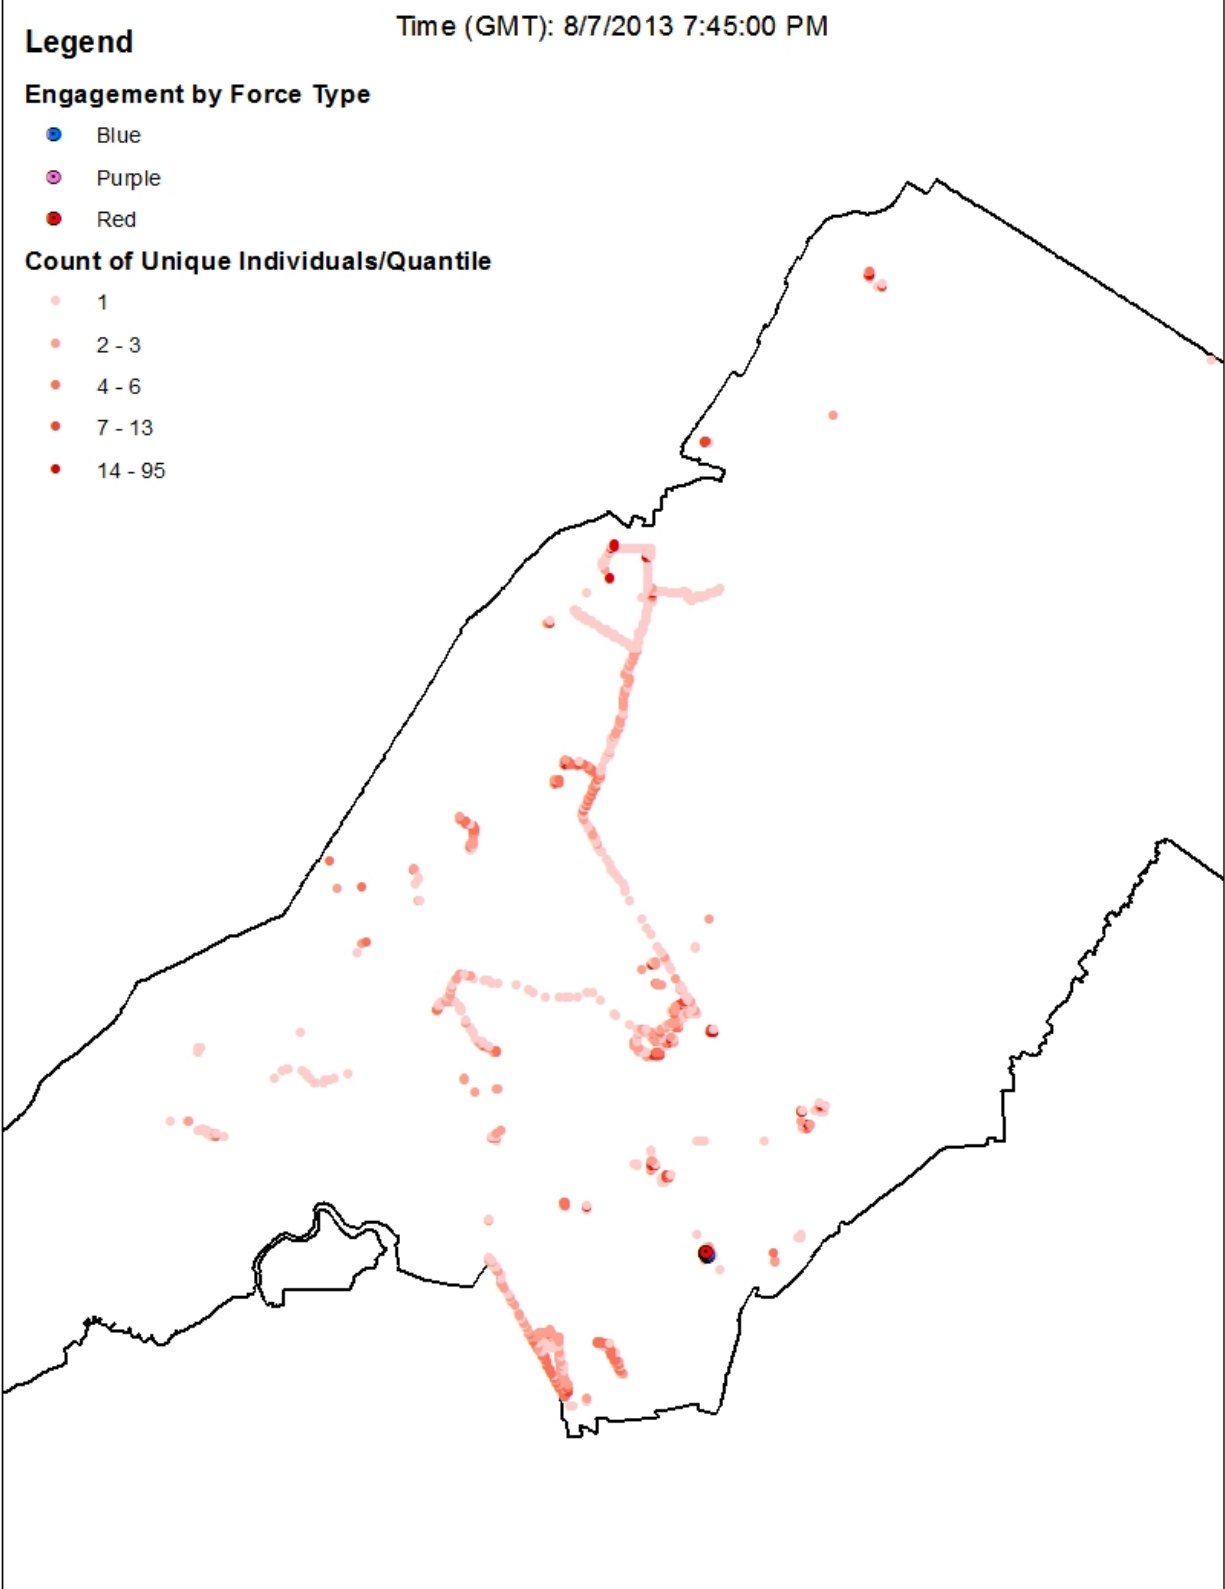 Time (GMT): 8/7/2013 7:45:00 PM
Legend
Engagement by Force Type
Blue
Purple
Red
Count of Unique Individuals/Quantile
1
2 - 3
4 - 6
7 - 13
14 - 95